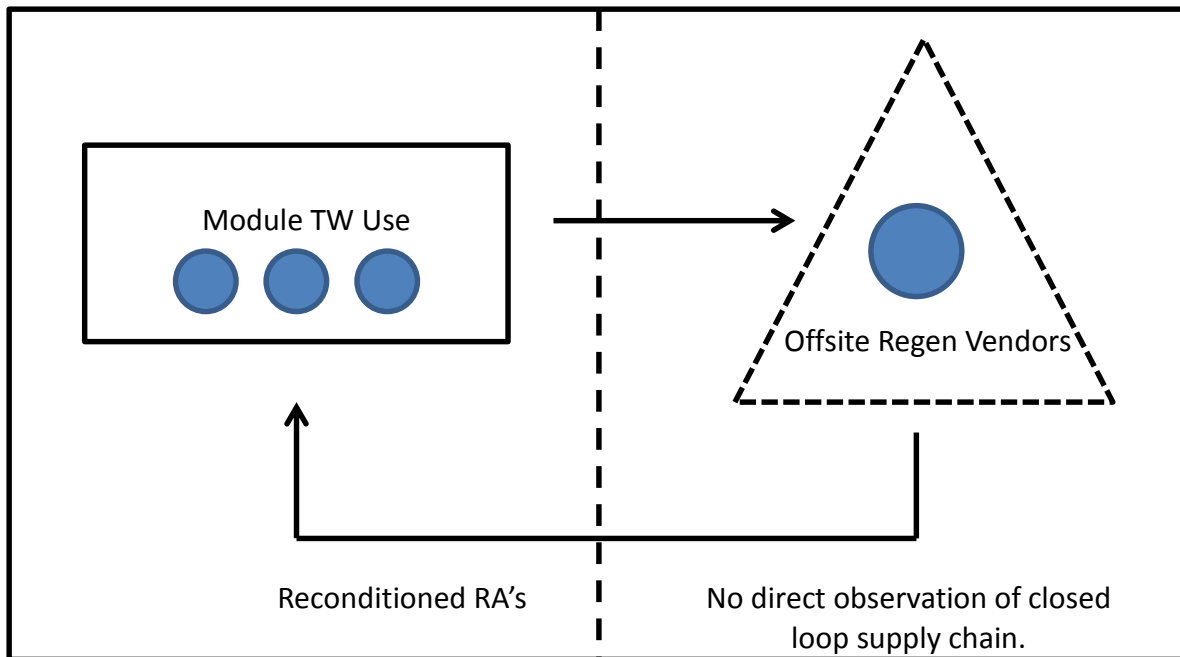 Module TW Use
Offsite Regen Vendors
Reconditioned RA's
No direct observation of closed
loop supply chain.